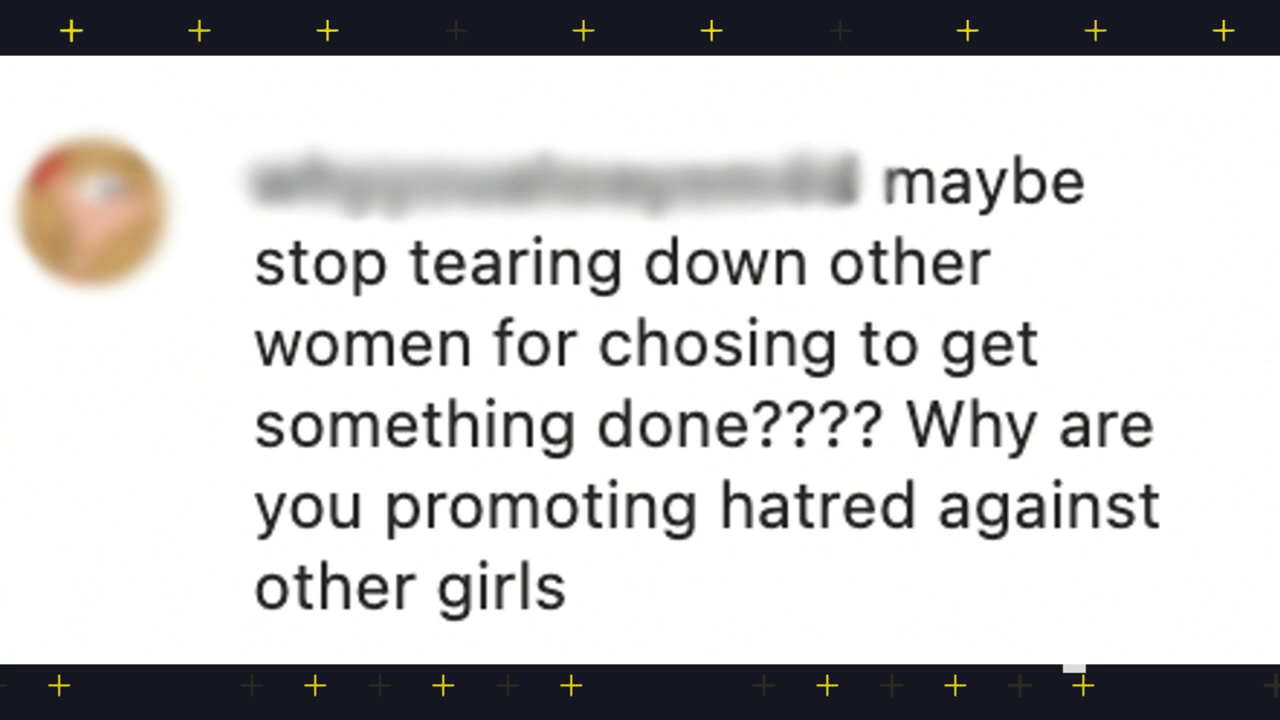 maybe
stop tearing down other
women for chosing to get
something done???? Why are
you promoting hatred against
other girls